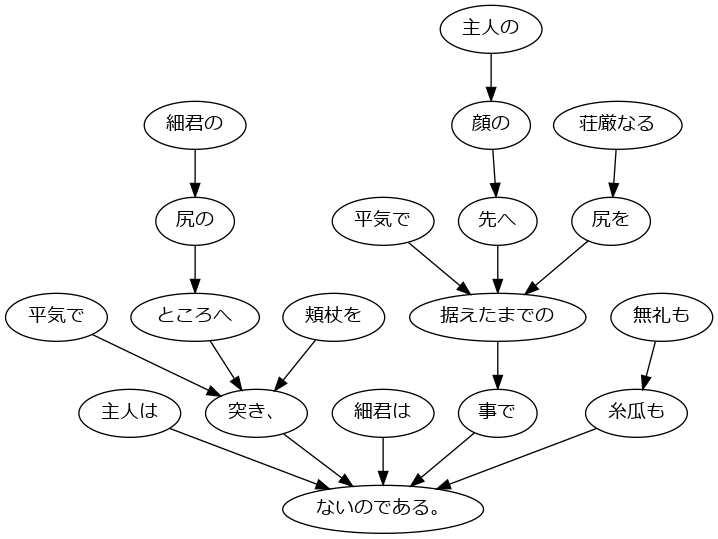 主人の
細君の
顔の
荘厳なる
尻の
平気で
先へ
尻を
平気で
ところへ
頬杖を
据えたまでの
無礼も
主人は
突き、
細君は
事で
糸瓜も
ないのである。